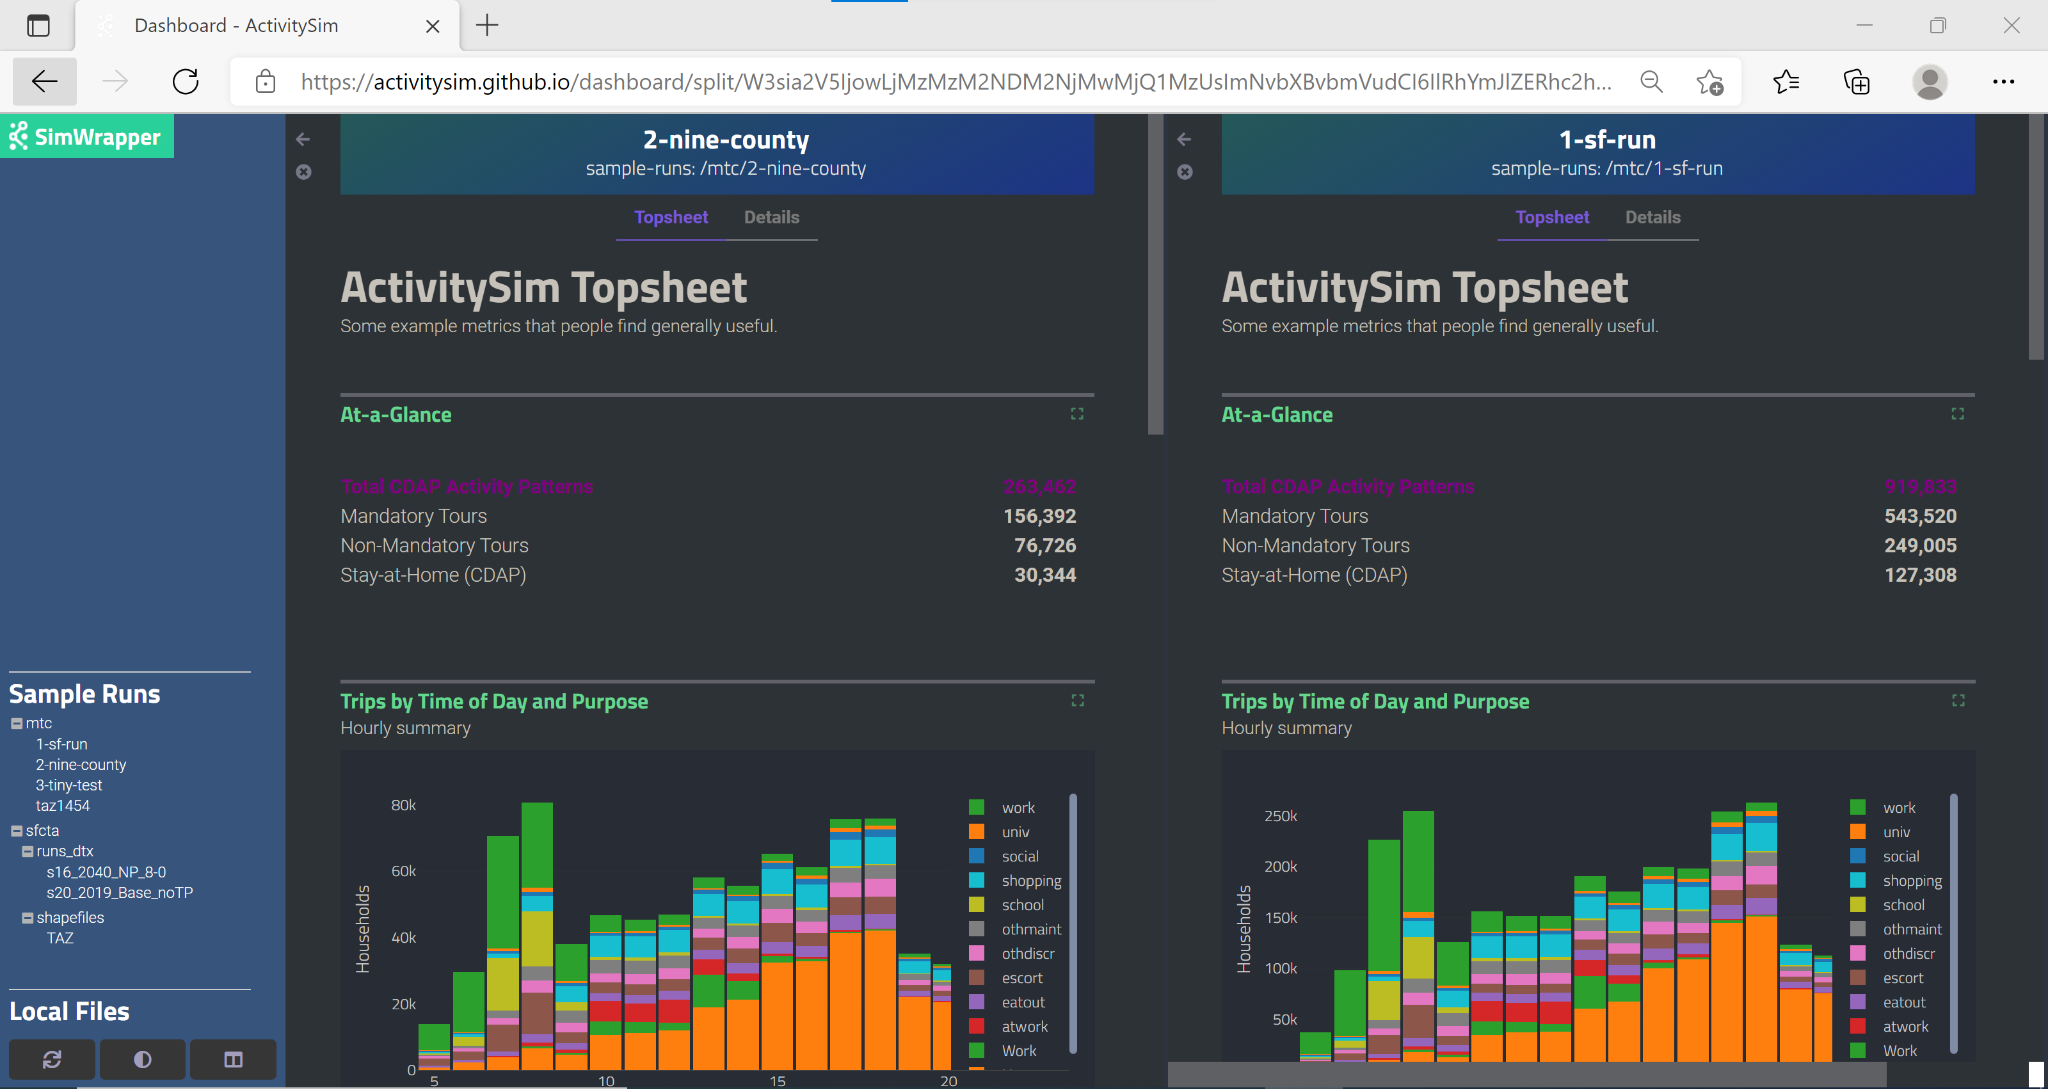 Dashboard - ActivitySim
https://activitysim.github.io/dashboard/split/W3sia2V5IjowLjMzMzM2NDM2NjMwMjQ1MzUsImNvbXBvbmVudCI6IlRhYmJlZERhc2h...
SimWrapper
Sample Runs
mtc
1-sf-run
2-nine-county
3-tiny-test
taz1454
sfcta
runs_dtx
s16_2040_NP_8-0
s20_2019_Base_noTP
shapefiles
TAZ
Local Files
2-nine-county
sample-runs: /mtc/2-nine-county
Topsheet Details
ActivitySim Topsheet
Some example metrics that people find generally useful.
At-a-Glance
Total CDAP Activity Patterns 263,462
Mandatory Tours 156,392
Non-Mandatory Tours 76,726
Stay-at-Home (CDAP) 30,344
Trips by Time of Day and Purpose
Hourly summary
Households
80k
60k
40k
20k
0
5 10 15 20
work
univ
social
shopping
school
othmaint
othdiscr
escort
eatout
atwork
Work
1-sf-run
sample-runs: /mtc/1-sf-run
Topsheet Details
ActivitySim Topsheet
Some example metrics that people find generally useful.
At-a-Glance
Total CDAP Activity Patterns 919,833
Mandatory Tours 543,520
Non-Mandatory Tours 249,005
Stay-at-Home (CDAP) 127,308
Trips by Time of Day and Purpose
Hourly summary
Households
250k
200k
150k
100k
50k
work
univ
social
shopping
school
othmaint
othdiscr
escort
eatout
atwork
Work